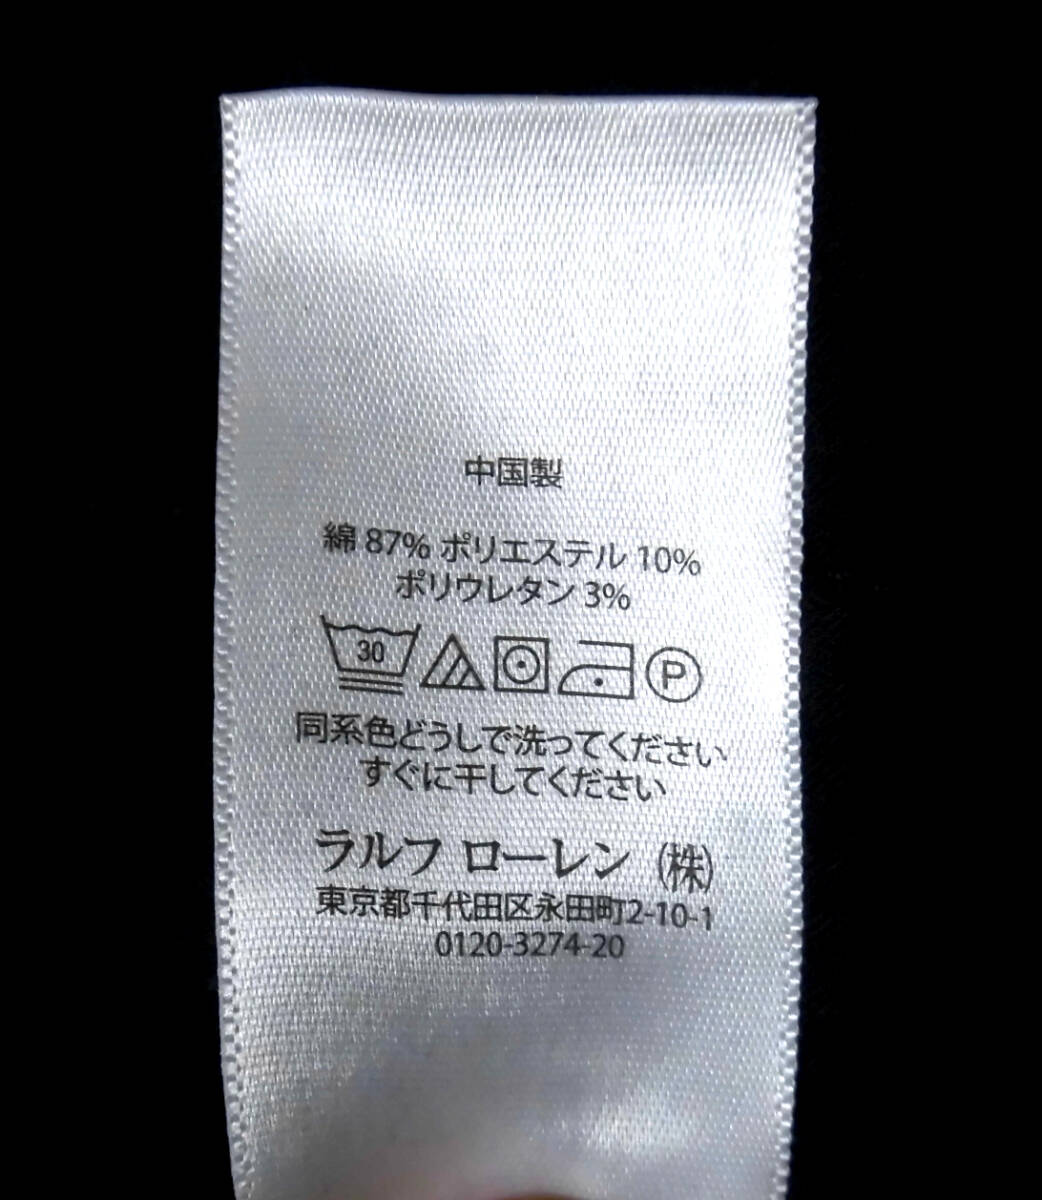 中国製
綿 87% ポリエステル 10%
ポリウレタン 3%
30 P
同系色どうしで洗ってください
すぐに干してください
ラルフ ローレン (株)
東京都千代田区永田町2-10-1
0120-3274-20